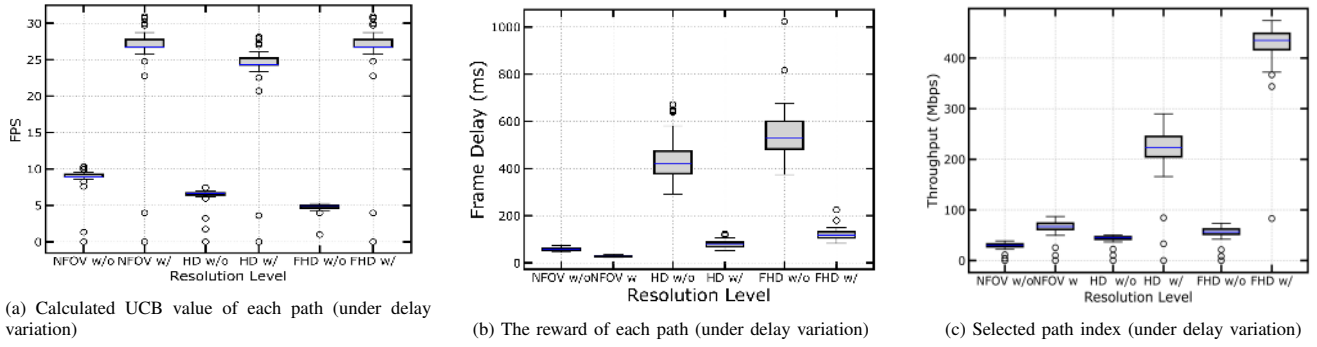 30
25
20
15
10
5
0
FPS
NFOV w/o NFOV w/ HD w/o HD w/ FHD w/o FHD w/
Resolution Level
(a) Calculated UCB value of each path (under delay
variation)
1000
800
600
400
200
0
Frame Delay (ms)
NFOV w/o NFOV w HD w/o HD w/ FHD w/o FHD w/
Resolution Level
(b) The reward of each path (under delay variation)
400
300
200
100
0
Throughput (Mbps)
NFOV w/o NFOV w HD w/o HD w/ FHD w/o FHD w/
Resolution Level
(c) Selected path index (under delay variation)